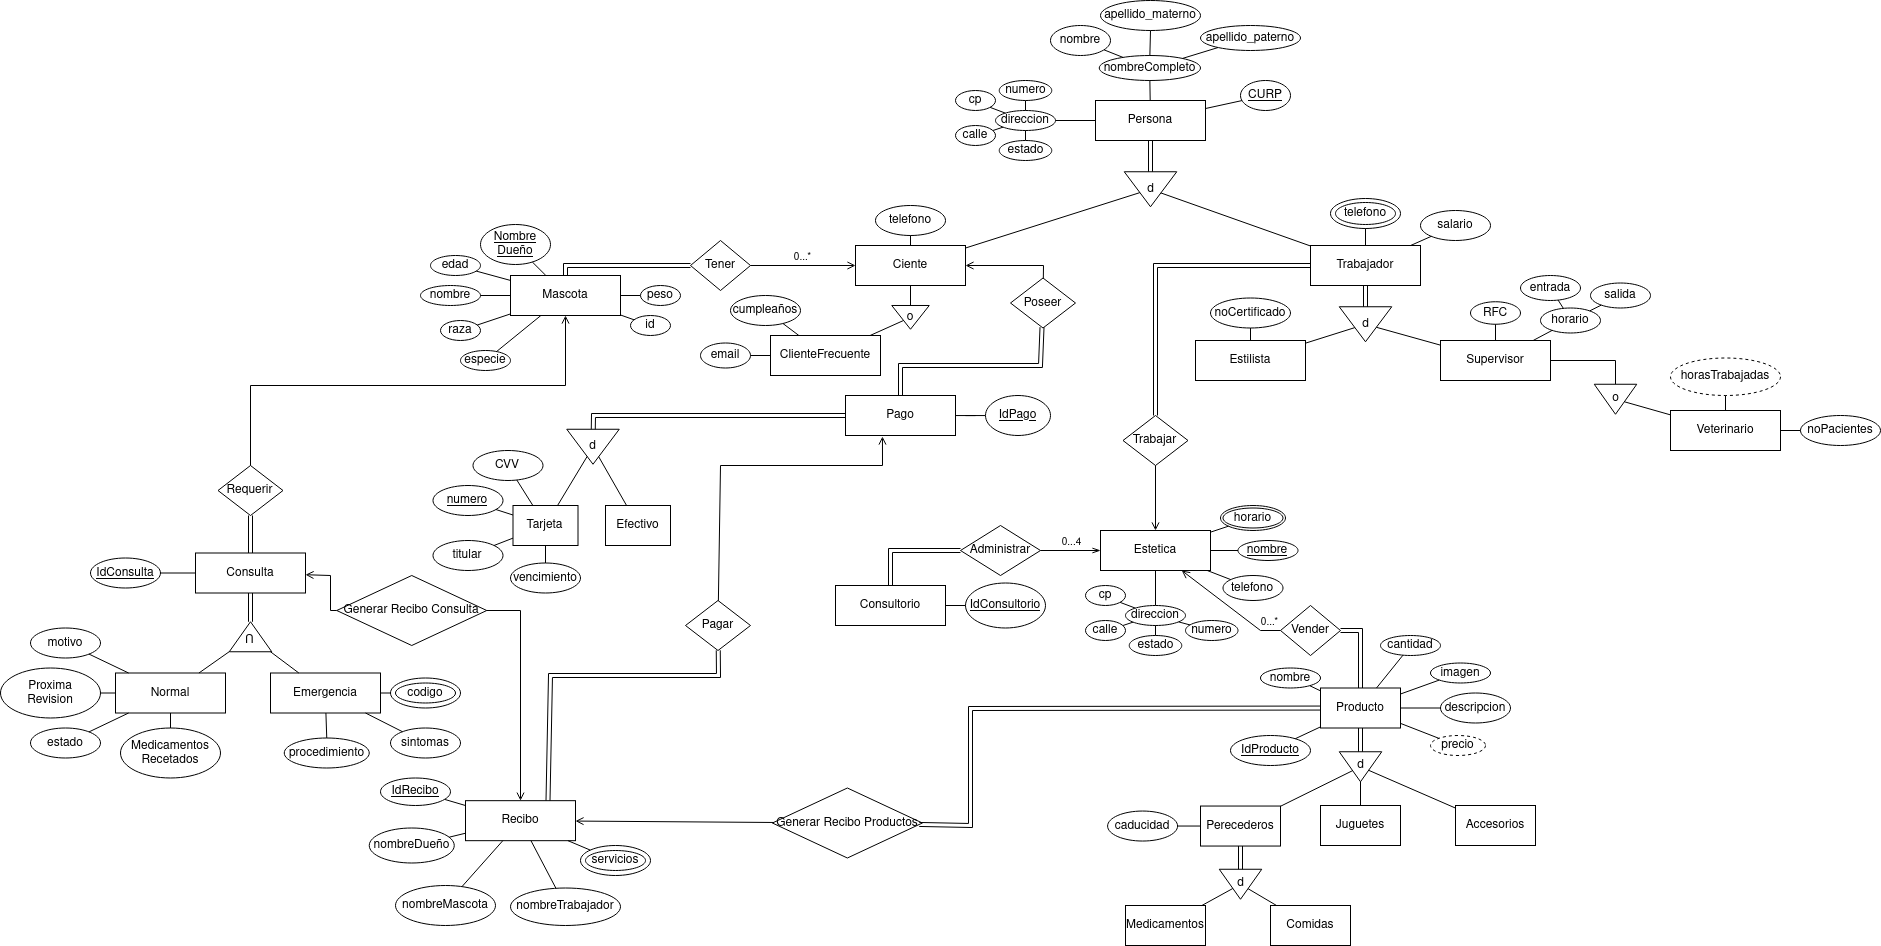 apellido_materno
nombre
apellido_paterno
nombreCompleto
numero
cp
CURP
direccion
Persona
calle
estado
d
telefono
telefono
salario
Nombre
Dueño
edad
Tener
0...*
Ciente
Trabajador
nombre
Mascota
peso
entrada
salida
Poseer
cumpleaños
noCertificado
RFC
horario
raza
id
o
d
especie
email
ClienteFrecuente
Estilista
Supervisor
horasTrabajadas
o
Pago
IdPago
Veterinario
noPacientes
d
Trabajar
CVV
Requerir
numero
Tarjeta
Efectivo
horario
titular
Administrar
0...4
Estetica
nombre
IdConsulta
Consulta
vencimiento
telefono
cp
Generar Recibo Consulta
Consultorio
IdConsultorio
direccion
Pagar
calle
numero
0...*
Vender
∩
motivo
estado
cantidad
imagen
nombre
Proxima
Revision
Normal
Emergencia
codigo
Producto
descripcion
estado
Medicamentos
Recetados
procedimiento
sintomas
IdProducto
precio
d
IdRecibo
Recibo
Generar Recibo Productos
caducidad
Perecederos
Juguetes
Accesorios
nombreDueño
servicios
d
nombreMascota
nombreTrabajador
Medicamentos
Comidas